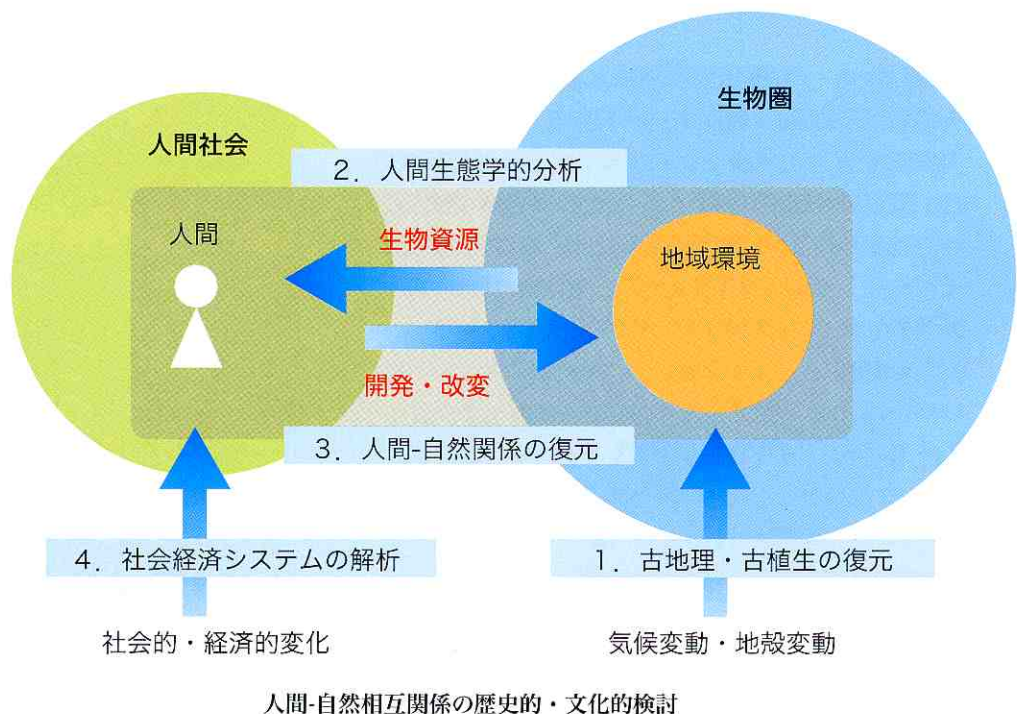 生物圏
人間社会
2. 人間生態学的分析
人間
生物資源
地域環境
開発・改変
3. 人間-自然関係の復元
4. 社会経済システムの解析
1. 古地理・古植生の復元
社会的・経済的変化
気候変動・地殻変動
人間-自然相互関係の歴史的・文化的検討